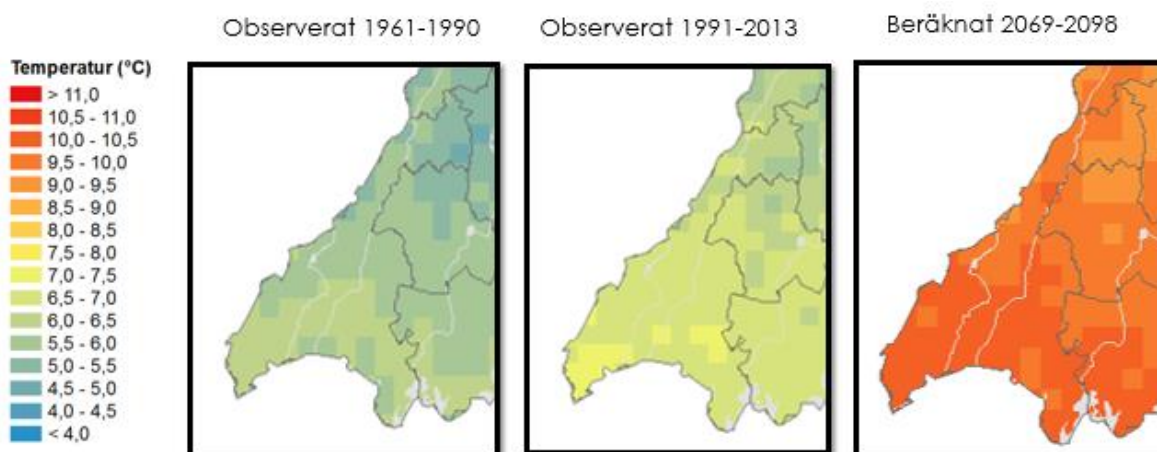 Observerat 1961-1990
Observerat 1991-2013
Beräknat 2069-2098
Temperatur (°C)
> 11,0
10,5 - 11,0
10,0 - 10,5
9,5 - 10,0
9,0 - 9,5
8,5 - 9,0
8,0 - 8,5
7,5 - 8,0
7,0 - 7,5
6,5 - 7,0
6,0 - 6,5
5,5 - 6,0
5,0 - 5,5
4,5 - 5,0
4,0 - 4,5
< 4,0